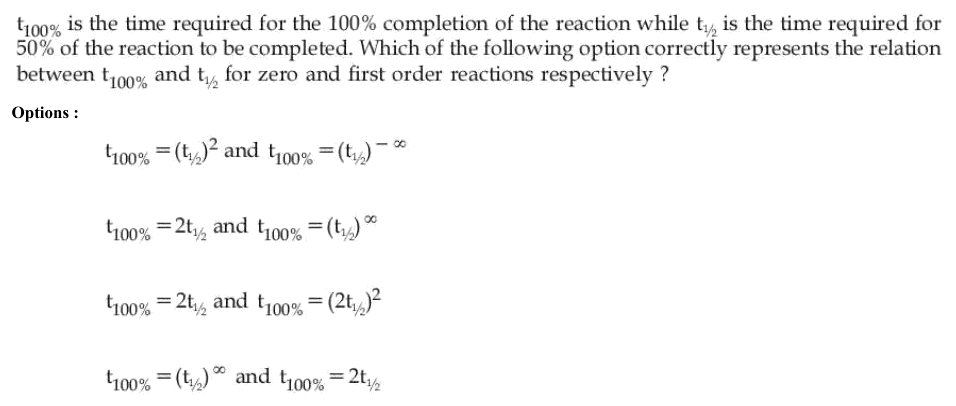 t₁₀₀% is the time required for the 100% completion of the reaction while t½ is the time required for
50% of the reaction to be completed. Which of the following option correctly represents the relation
between t₁₀₀% and t½ for zero and first order reactions respectively ?
Options :
t₁₀₀% = (t½)² and t₁₀₀% = (t½)^{-∞}
t₁₀₀% = 2t½ and t₁₀₀% = (t½)^{∞}
t₁₀₀% = 2t½ and t₁₀₀% = (2t½)²
t₁₀₀% = (t½)^{∞} and t₁₀₀% = 2t½